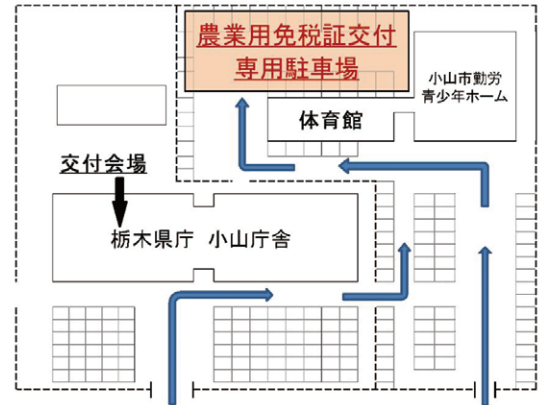 農業用免税証交付
専用駐車場
小山市勤労
青少年ホーム
体育館
交付会場
栃木県庁 小山庁舎